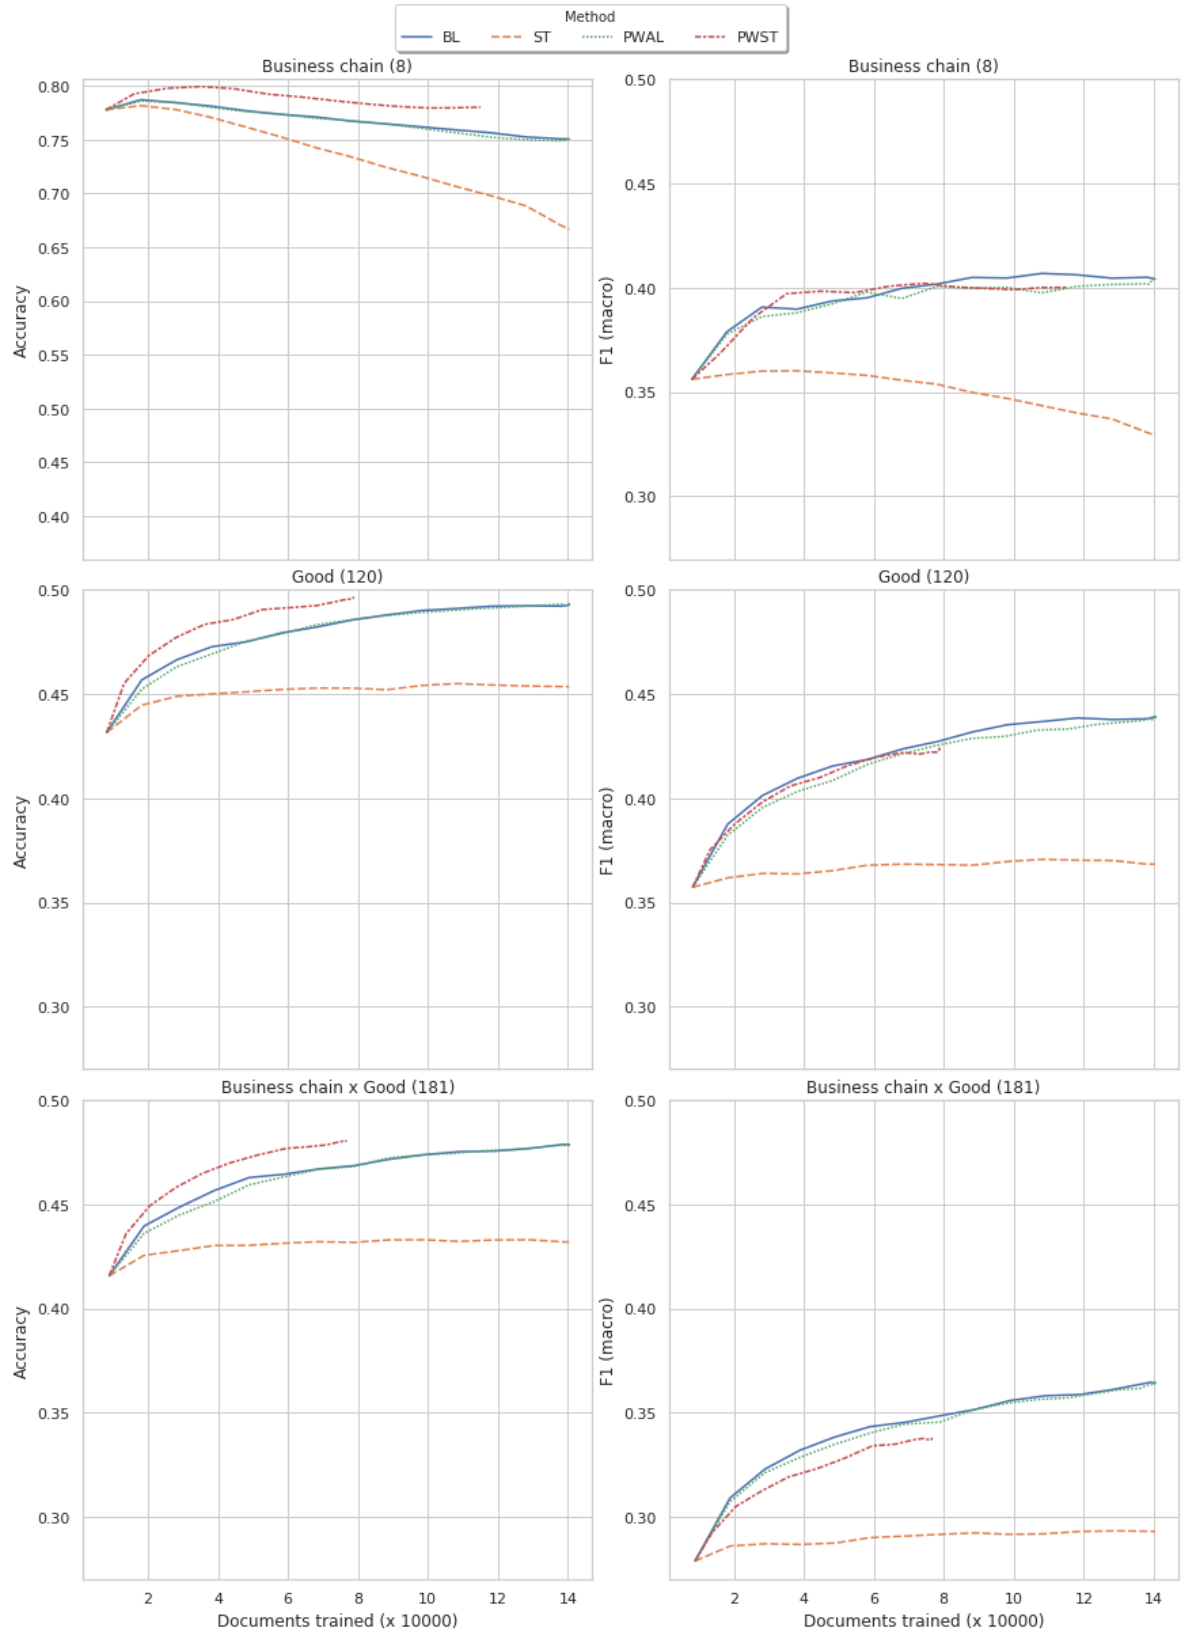 Method
BL ST PWAL PWST
Business chain (8)
0.80
0.75
0.70
0.65
0.60
0.55
0.50
0.45
0.40
Accuracy
Business chain (8)
0.50
0.45
0.40
0.35
0.30
F1 (macro)
Good (120)
0.50
0.45
0.40
0.35
0.30
Accuracy
Good (120)
0.50
0.45
0.40
0.35
0.30
F1 (macro)
Business chain x Good (181)
0.50
0.45
0.40
0.35
0.30
Accuracy
2 4 6 8 10 12 14
Documents trained (x 10000)
Business chain x Good (181)
0.50
0.45
0.40
0.35
0.30
F1 (macro)
2 4 6 8 10 12 14
Documents trained (x 10000)